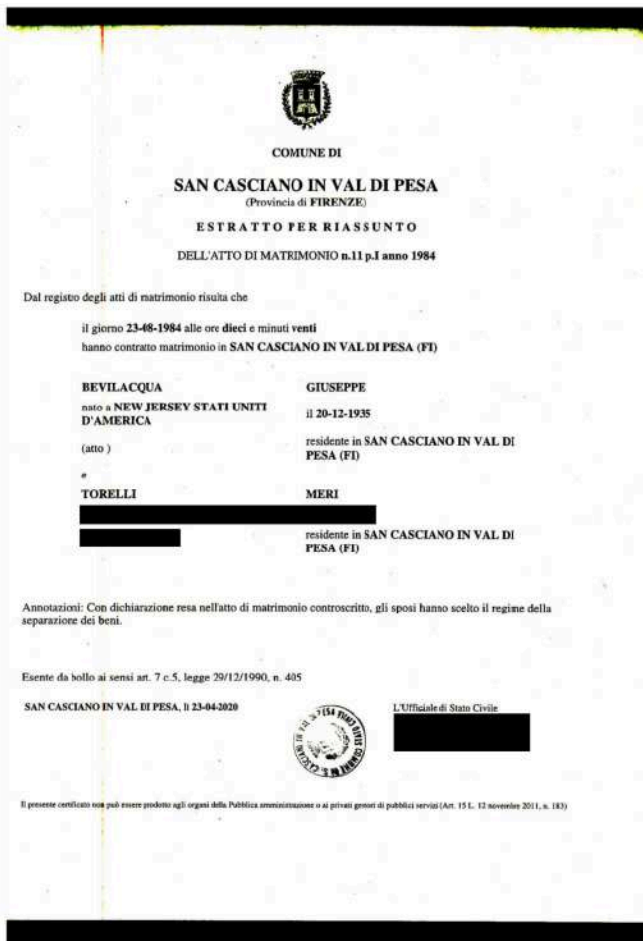 COMUNE DI
SAN CASCIANO IN VAL DI PESA
(Provincia di FIRENZE)
ESTRATTO PER RIASSUNTO
DELL'ATTO DI MATRIMONIO n.11 p.I anno 1984
Dal registro degli atti di matrimonio risulta che
il giorno 23-08-1984 alle ore dieci e minuti venti
hanno contratto matrimonio in SAN CASCIANO IN VAL DI PESA (FI)
BEVILACQUA GIUSEPPE
nato a NEW JERSEY STATI UNITI
D'AMERICA
il 20-12-1935
(atto )
residente in SAN CASCIANO IN VAL DI
PESA (FI)
e
TORELLI MERI
residente in SAN CASCIANO IN VAL DI
PESA (FI)
Annotazioni: Con dichiarazione resa nell'atto di matrimonio controscritto, gli sposi hanno scelto il regime della
separazione dei beni.
Esente da bollo ai sensi art. 7 c.5, legge 29/12/1990, n. 405
SAN CASCIANO IN VAL DI PESA, lì 23-04-2020
L'Ufficiale di Stato Civile
Il presente certificato non può essere prodotto agli organi della Pubblica amministrazione o ai privati gestori di pubblici servizi (Art. 15 L. 12 novembre 2011, n. 183)